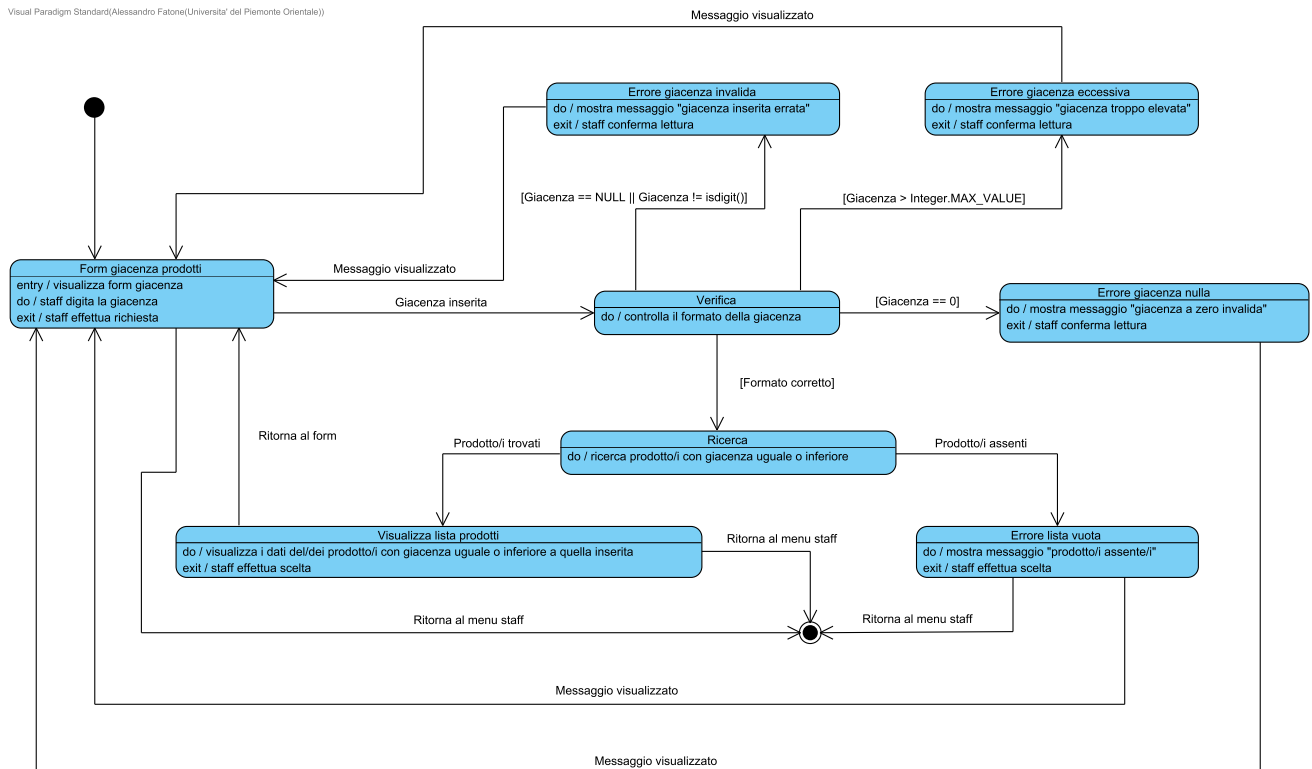 Visual Paradigm Standard(Alessandro Fatone(Universita' del Piemonte Orientale))
Messaggio visualizzato
Errore giacenza invalida
do / mostra messaggio "giacenza inserita errata"
exit / staff conferma lettura
Errore giacenza eccessiva
do / mostra messaggio "giacenza troppo elevata"
exit / staff conferma lettura
[Giacenza == NULL || Giacenza != isdigit()]
[Giacenza > Integer.MAX_VALUE]
Form giacenza prodotti
entry / visualizza form giacenza
do / staff digita la giacenza
exit / staff effettua richiesta
Messaggio visualizzato
Giacenza inserita
Verifica
do / controlla il formato della giacenza
[Giacenza == 0]
Errore giacenza nulla
do / mostra messaggio "giacenza a zero invalida"
exit / staff conferma lettura
[Formato corretto]
Ritorna al form
Prodotto/i trovati
Ricerca
do / ricerca prodotto/i con giacenza uguale o inferiore
Prodotto/i assenti
Visualizza lista prodotti
do / visualizza i dati del/dei prodotto/i con giacenza uguale o inferiore a quella inserita
exit / staff effettua scelta
Ritorna al menu staff
Errore lista vuota
do / mostra messaggio "prodotto/i assente/i"
exit / staff effettua scelta
Ritorna al menu staff
Ritorna al menu staff
Messaggio visualizzato
Messaggio visualizzato